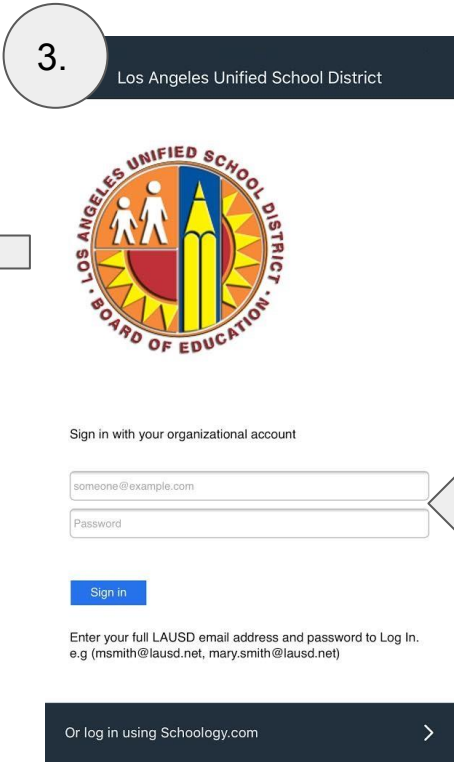 3.
Los Angeles Unified School District
LOS ANGELES UNIFIED SCHOOL DISTRICT · BOARD OF EDUCATION ·
Sign in with your organizational account
someone@example.com
Password
Sign in
Enter your full LAUSD email address and password to Log In.
e.g (msmith@lausd.net, mary.smith@lausd.net)
Or log in using Schoology.com